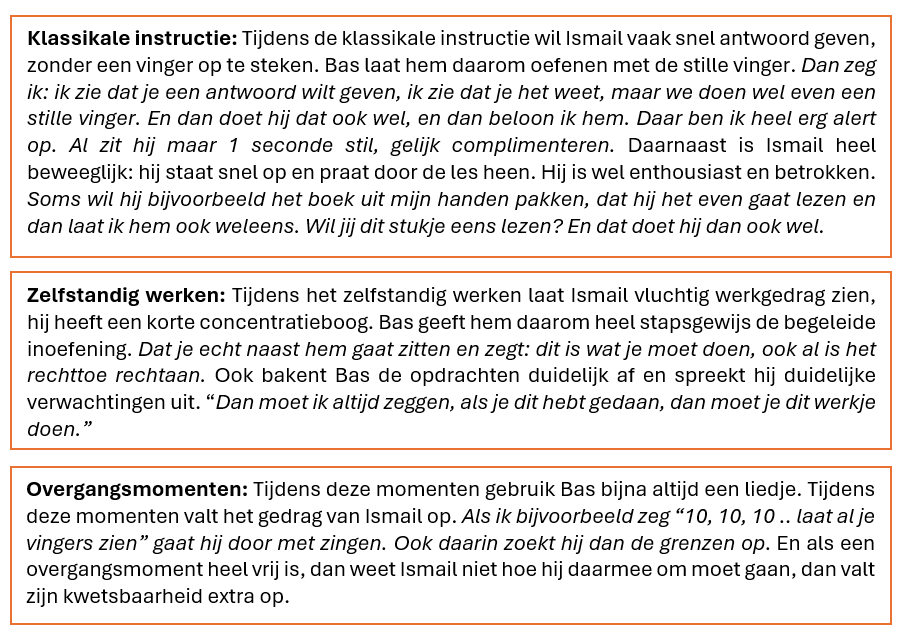 Klassikale instructie: Tijdens de klassikale instructie wil Ismail vaak snel antwoord geven,
zonder een vinger op te steken. Bas laat hem daarom oefenen met de stille vinger. Dan zeg
ik: ik zie dat je een antwoord wilt geven, ik zie dat je het weet, maar we doen wel even een
stille vinger. En dan doet hij dat ook wel, en dan beloon ik hem. Daar ben ik heel erg alert
op. Al zit hij maar 1 seconde stil, gelijk complimenteren. Daarnaast is Ismail heel
beweeglijk: hij staat snel op en praat door de les heen. Hij is wel enthousiast en betrokken.
Soms wil hij bijvoorbeeld het boek uit mijn handen pakken, dat hij het even gaat lezen en
dan laat ik hem ook weleens. Wil jij dit stukje eens lezen? En dat doet hij dan ook wel.
Zelfstandig werken: Tijdens het zelfstandig werken laat Ismail vluchtig werkgedrag zien,
hij heeft een korte concentratieboog. Bas geeft hem daarom heel stapsgewijs de begeleide
inoefening. Dat je echt naast hem gaat zitten en zegt: dit is wat je moet doen, ook al is het
rechttoe rechtaan. Ook bakent Bas de opdrachten duidelijk af en spreekt hij duidelijke
verwachtingen uit. “Dan moet ik altijd zeggen, als je dit hebt gedaan, dan moet je dit werkje
doen.”
Overgangsmomenten: Tijdens deze momenten gebruik Bas bijna altijd een liedje. Tijdens
deze momenten valt het gedrag van Ismail op. Als ik bijvoorbeeld zeg “10, 10, 10 .. laat al je
vingers zien” gaat hij door met zingen. Ook daarin zoekt hij dan de grenzen op. En als een
overgangsmoment heel vrij is, dan weet Ismail niet hoe hij daarmee om moet gaan, dan valt
zijn kwetsbaarheid extra op.